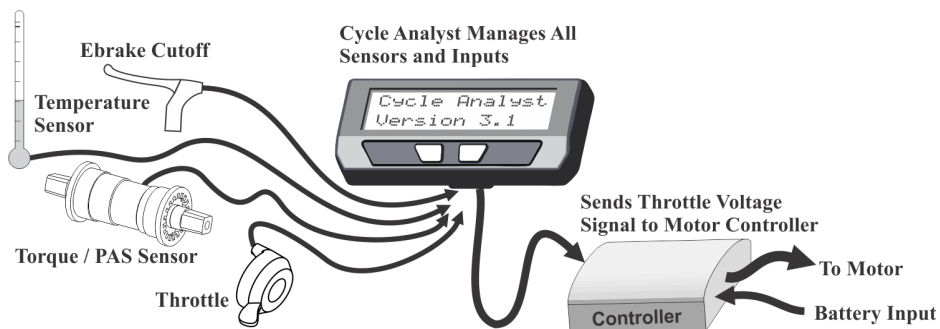 Cycle Analyst Manages All
Sensors and Inputs
Ebrake Cutoff
Temperature
Sensor
Cycle Analyst
Version 3.1
Torque / PAS Sensor
Throttle
Sends Throttle Voltage
Signal to Motor Controller
To Motor
Battery Input
Controller